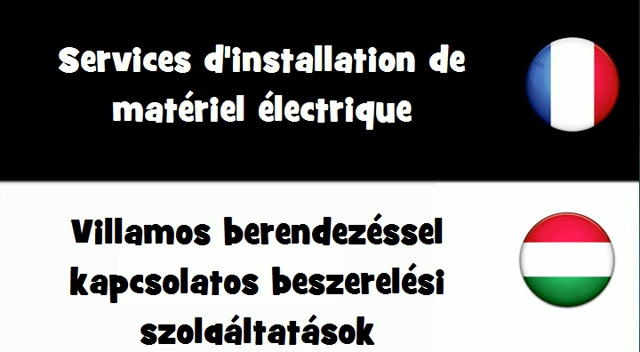 Services d'installation de
matériel électrique
Villamos berendezéssel
kapcsolatos beszerelési
szolgáltatások